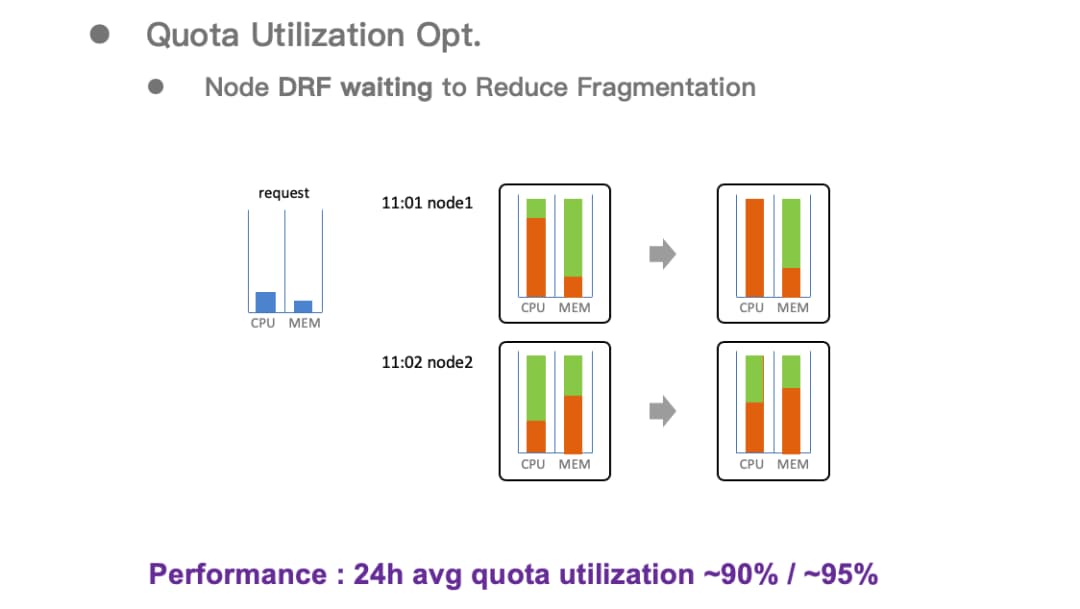 Quota Utilization Opt.
Node DRF waiting to Reduce Fragmentation
request
CPU MEM
11:01 node1
CPU MEM
CPU MEM
11:02 node2
CPU MEM
CPU MEM
Performance : 24h avg quota utilization ~90% / ~95%